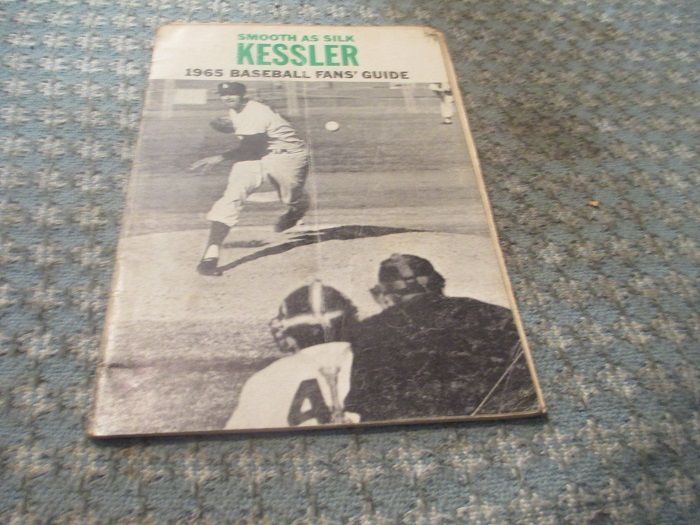 SMOOTH AS SILK
KESSLER
1965 BASEBALL FANS' GUIDE
4